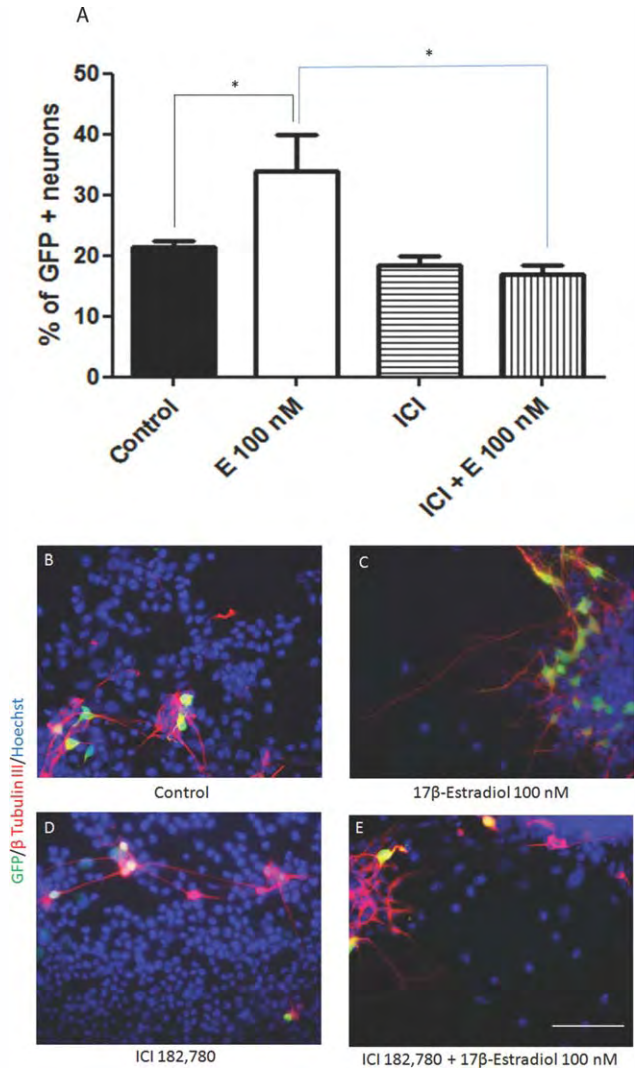 A
*
*
50
40
30
20
10
0
% of GFP + neurons
Control
E 100 nM
ICI
ICI + E 100 nM
B
C
Control
17β-Estradiol 100 nM
GFP/β Tubulin III/Hoechst
D
E
ICI 182,780
ICI 182,780 + 17β-Estradiol 100 nM